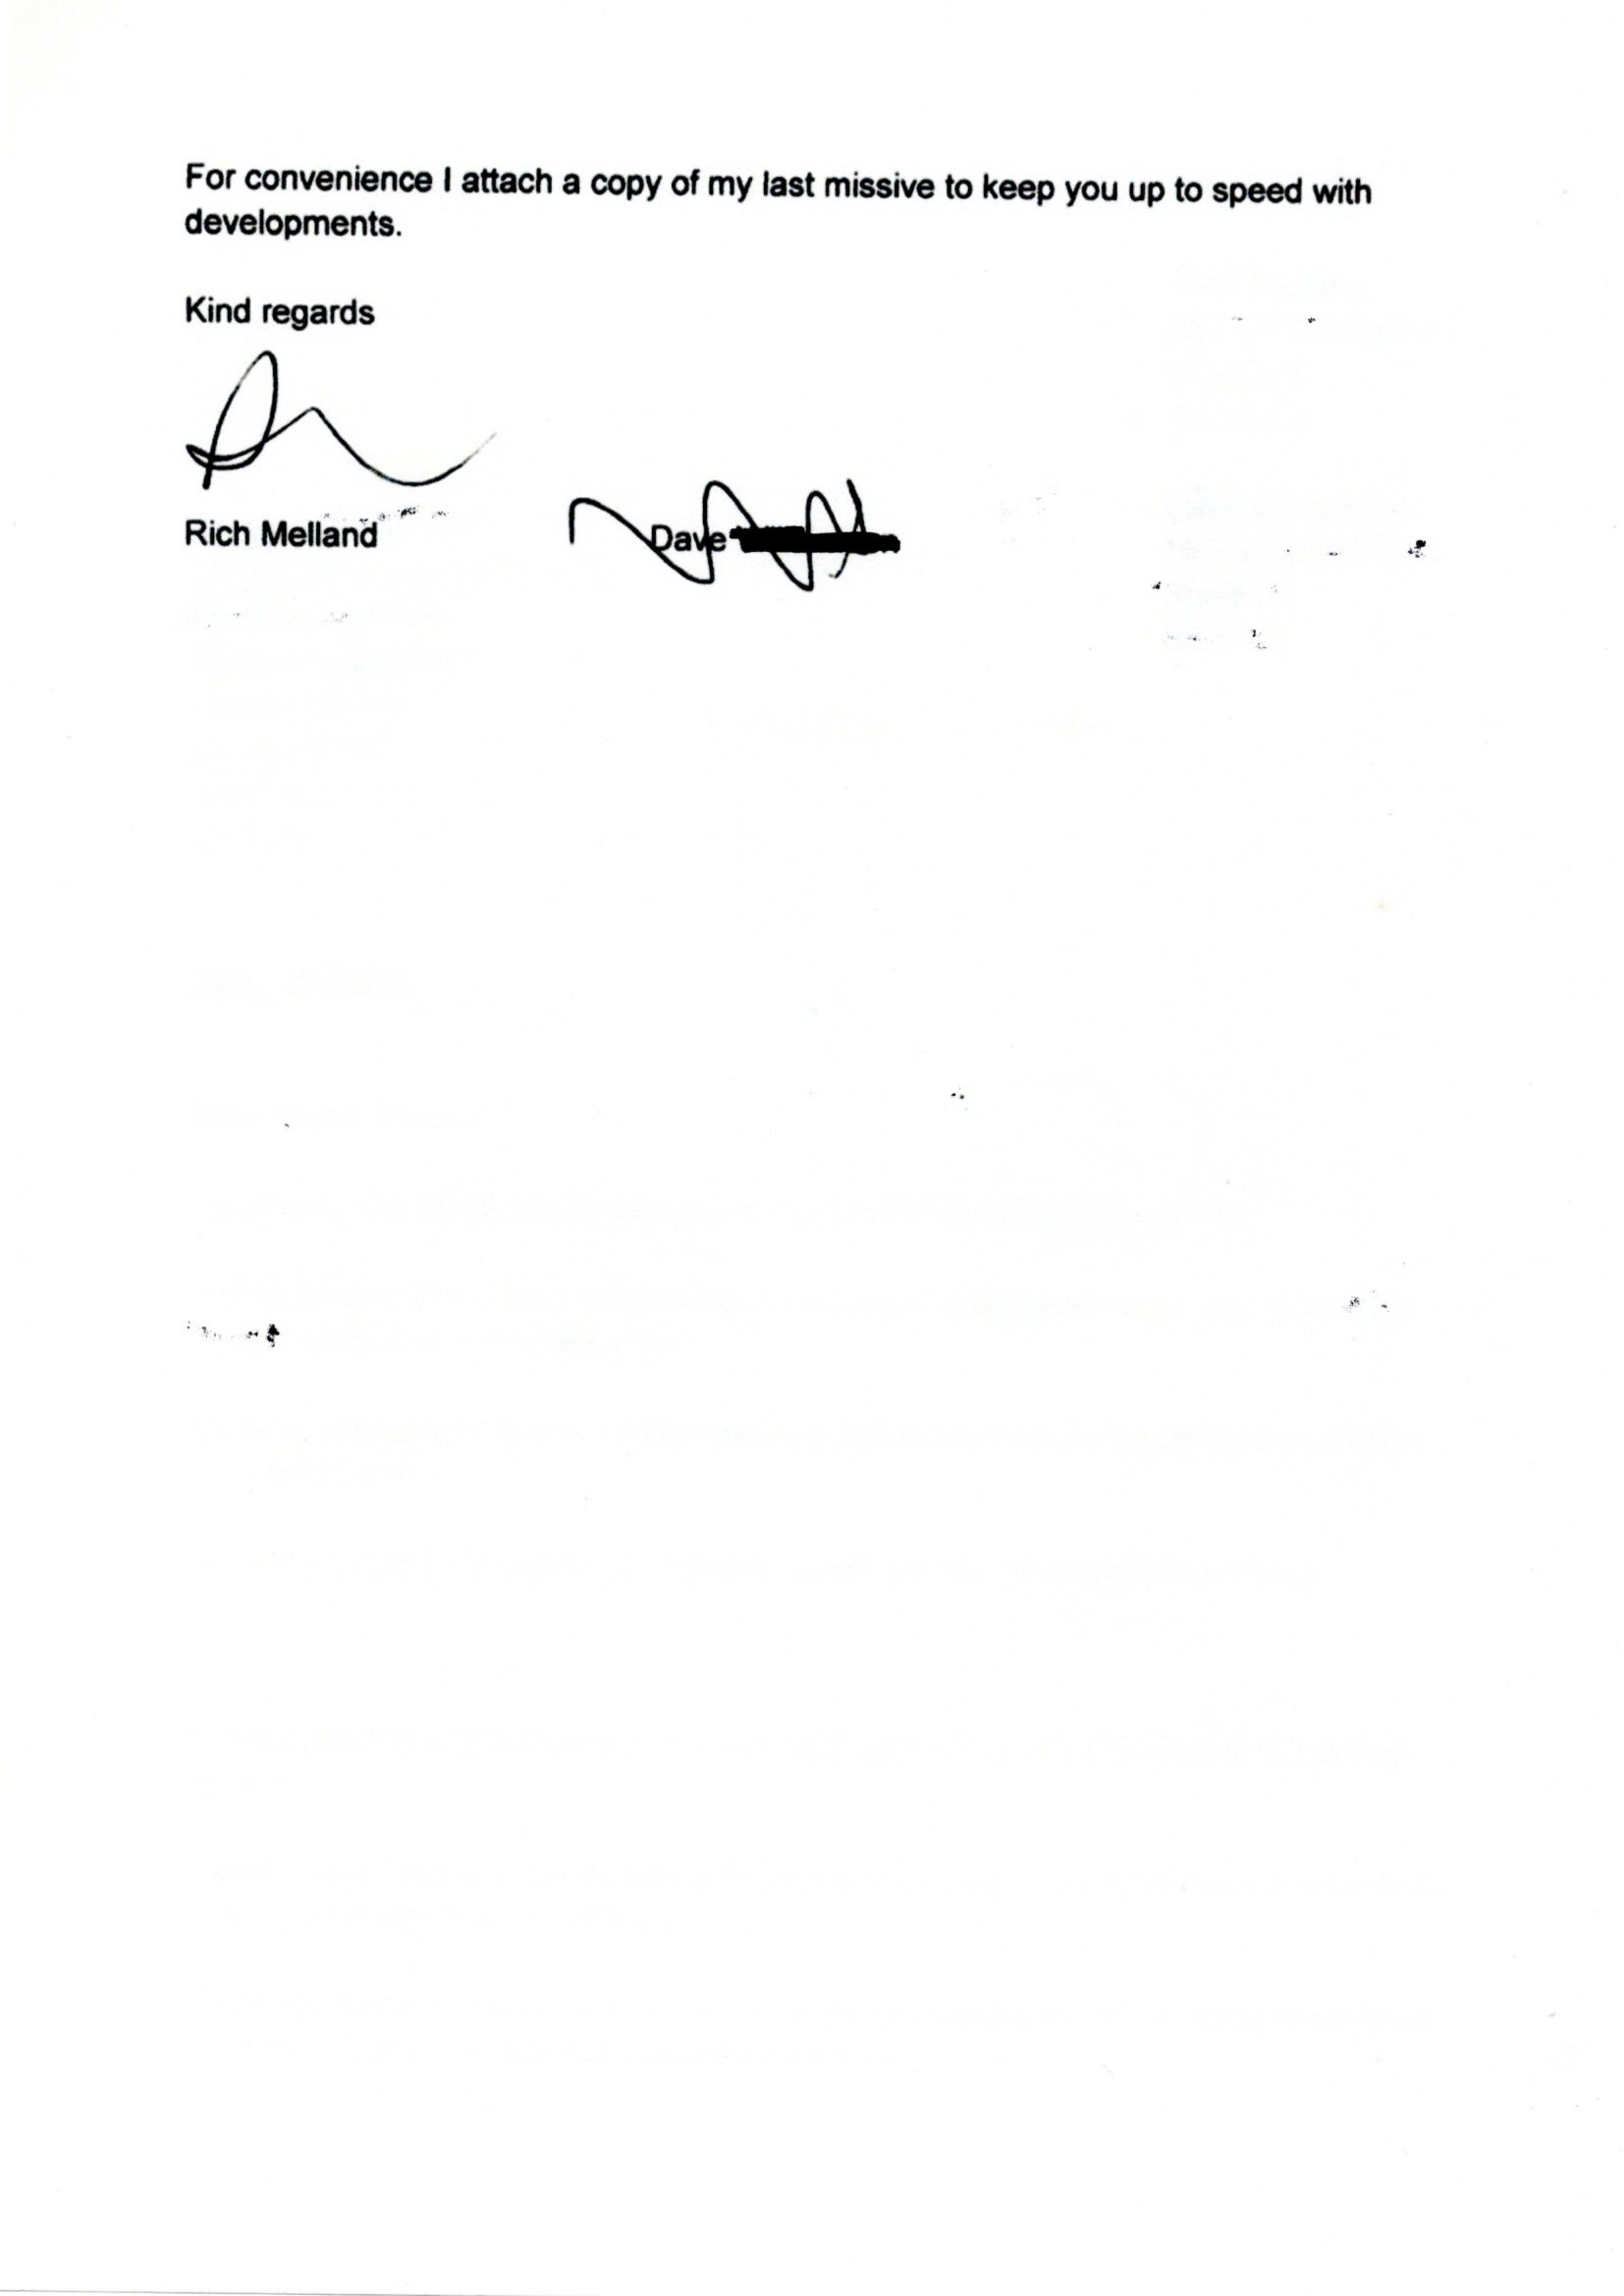 For convenience I attach a copy of my last missive to keep you up to speed with
developments.
Kind regards
Rich Melland
Dave